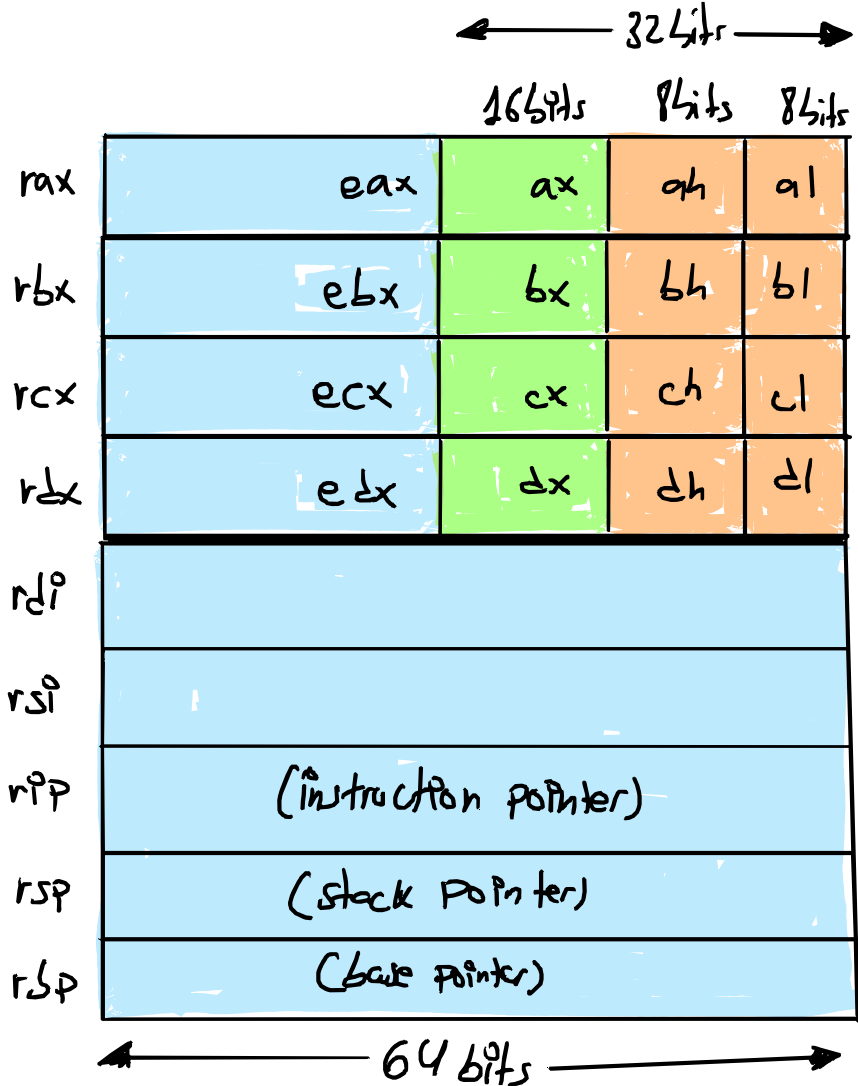 32 bits
16 bits 8 bits 8 bits
rax eax ax ah al
rbx ebx bx bh bl
rcx ecx cx ch cl
rdx edx dx dh dl
rdi
rsi
rip (instruction pointer)
rsp (stack pointer)
rbp (base pointer)
64 bits